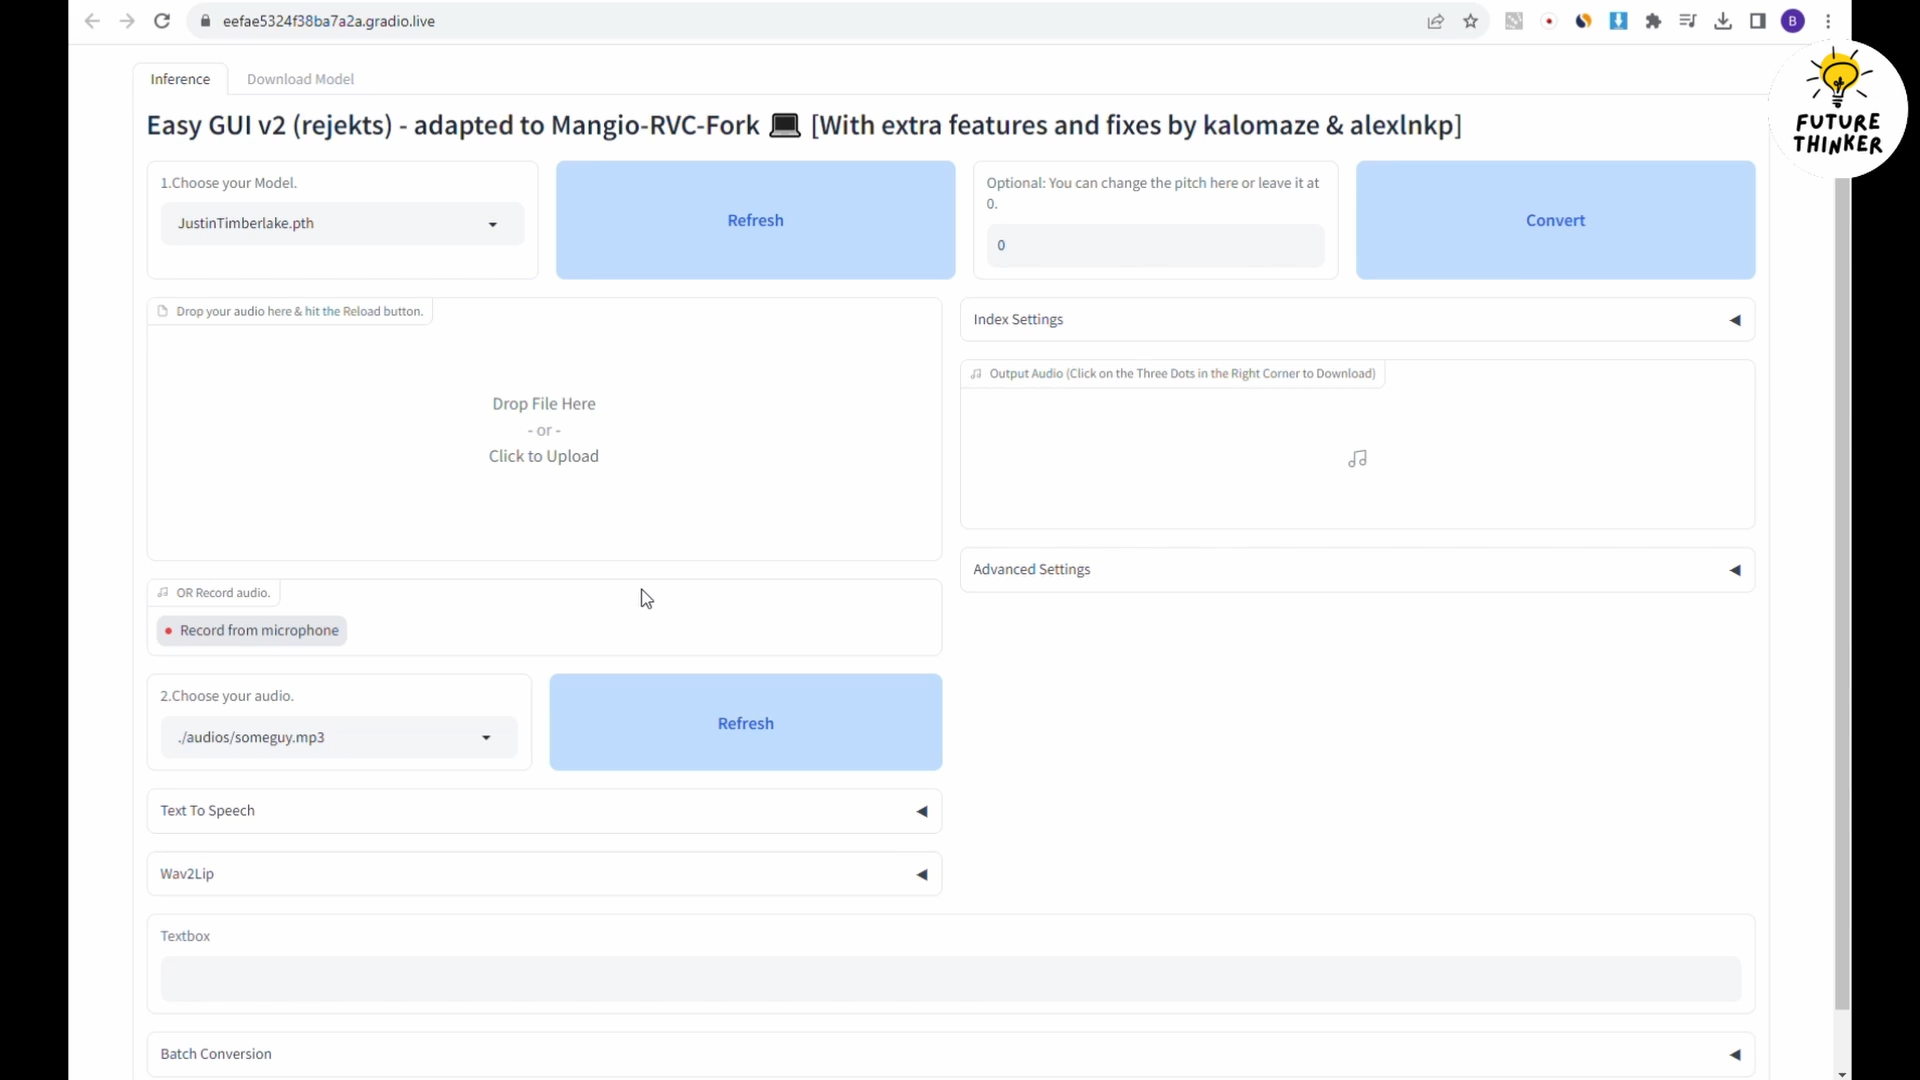 eefae5324f38ba7a2a.gradio.live
B
FUTURE
THINKER
Inference
Download Model
Easy GUI v2 (rejekts) - adapted to Mangio-RVC-Fork 💻 [With extra features and fixes by kalomaze & alexlnkp]
1.Choose your Model.
JustinTimberlake.pth
Refresh
Optional: You can change the pitch here or leave it at
0.
0
Convert
Drop your audio here & hit the Reload button.
Drop File Here
- or -
Click to Upload
Index Settings
Output Audio (Click on the Three Dots in the Right Corner to Download)
Advanced Settings
OR Record audio.
Record from microphone
2.Choose your audio.
./audios/someguy.mp3
Refresh
Text To Speech
Wav2Lip
Textbox
Batch Conversion